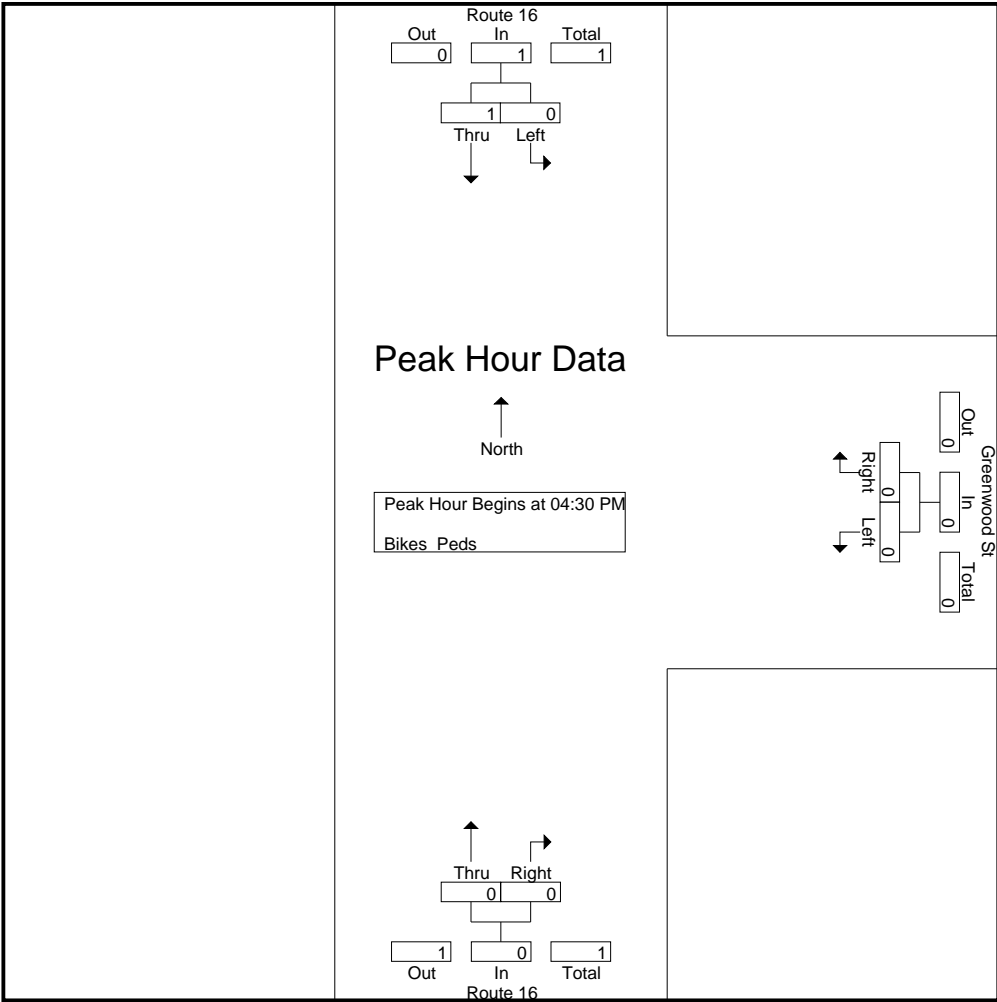 Route 16
Out In Total
0 1 1
1 0
Thru Left
Peak Hour Data
North
Peak Hour Begins at 04:30 PM
Bikes Peds
Greenwood St
Out In Total
0 0 0
Right Left
0 0
Thru Right
0 0
1 0 1
Out In Total
Route 16